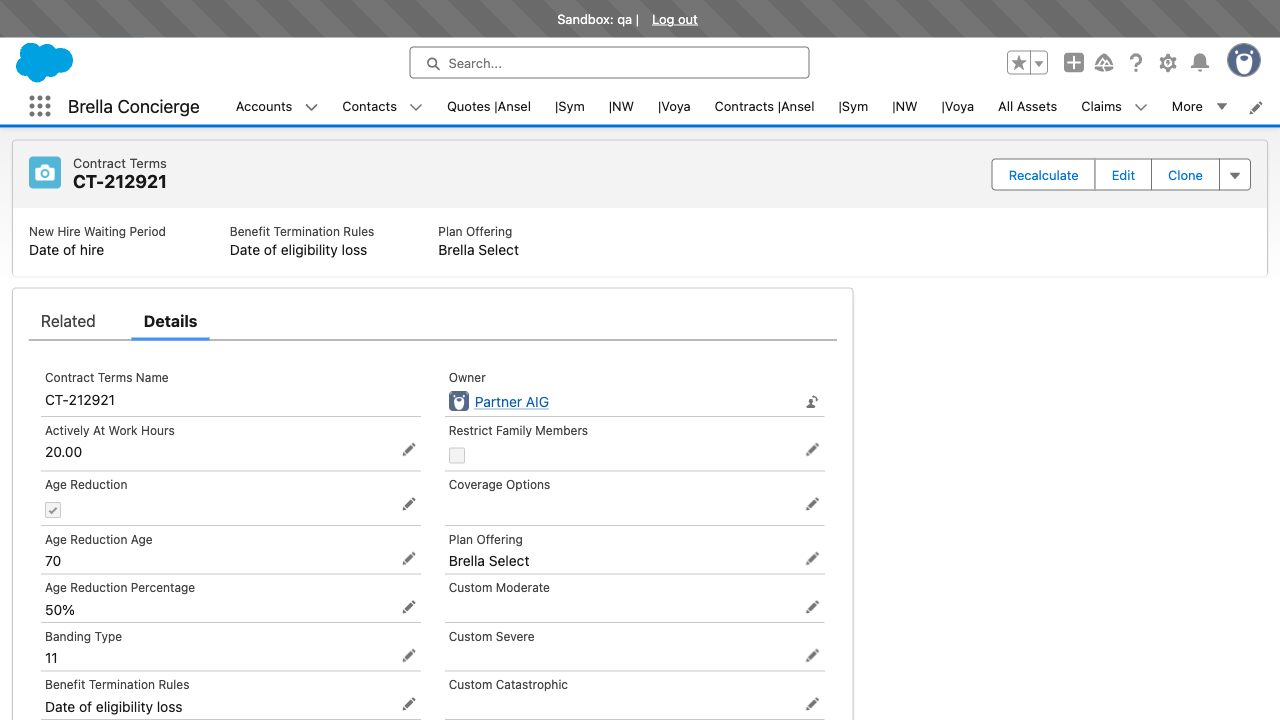 Sandbox: qa | Log out
Search...
Brella Concierge
Accounts
Contacts
Quotes |Ansel
|Sym
|NW
|Voya
Contracts |Ansel
|Sym
|NW
|Voya
All Assets
Claims
More
Contract Terms
CT-212921
Recalculate
Edit
Clone
New Hire Waiting Period
Date of hire
Benefit Termination Rules
Date of eligibility loss
Plan Offering
Brella Select
Related
Details
Contract Terms Name
CT-212921
Owner
Partner AIG
Actively At Work Hours
20.00
Restrict Family Members
Age Reduction
Coverage Options
Age Reduction Age
70
Plan Offering
Brella Select
Age Reduction Percentage
50%
Custom Moderate
Banding Type
11
Custom Severe
Benefit Termination Rules
Date of eligibility loss
Custom Catastrophic